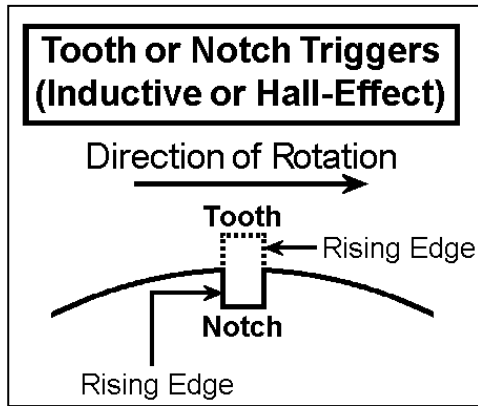 Tooth or Notch Triggers
(Inductive or Hall-Effect)
Direction of Rotation
Tooth
Rising Edge
Notch
Rising Edge